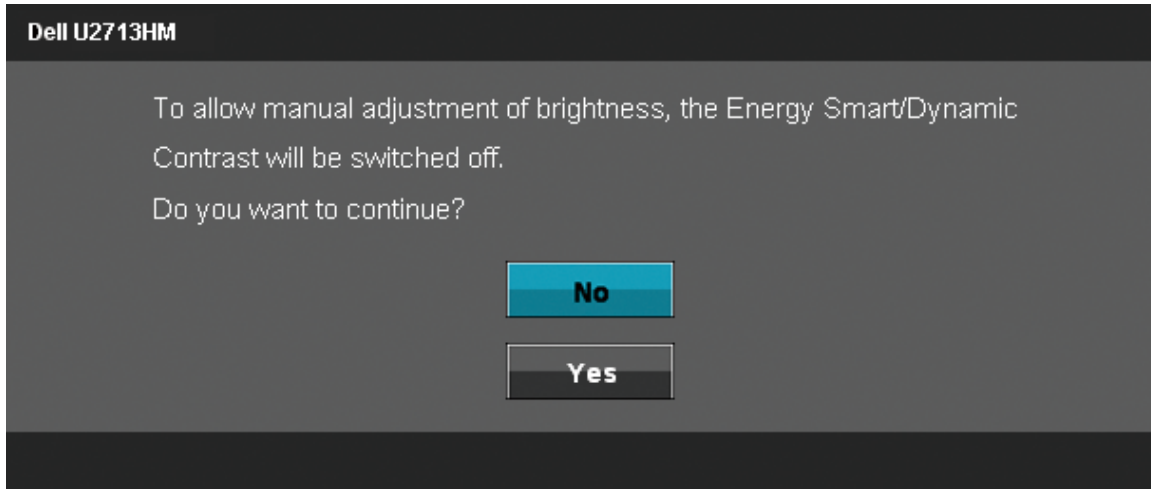 Dell U2713HM
To allow manual adjustment of brightness, the Energy Smart/Dynamic
Contrast will be switched off.
Do you want to continue?
No
Yes